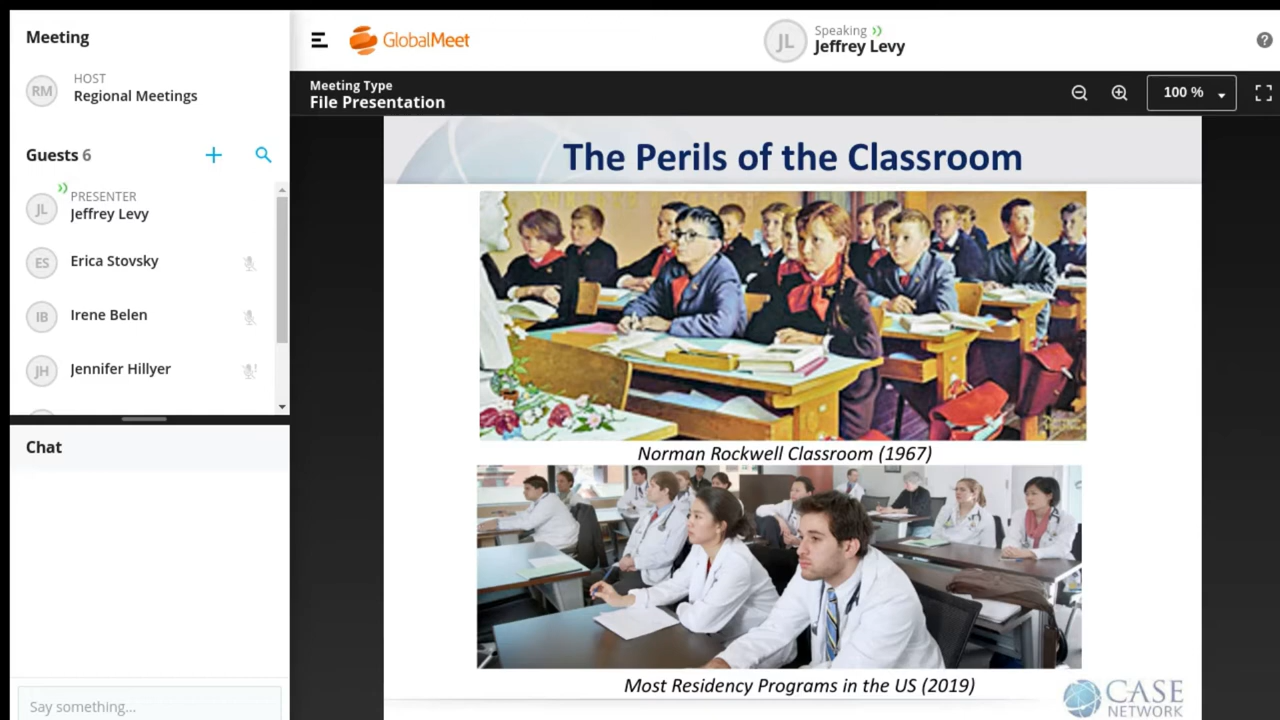 Meeting
RM
HOST
Regional Meetings
Guests 6
JL
PRESENTER
Jeffrey Levy
ES
Erica Stovsky
IB
Irene Belen
JH
Jennifer Hillyer
Chat
Say something...
GlobalMeet
JL
Speaking
Jeffrey Levy
Meeting Type
File Presentation
100 %
The Perils of the Classroom
Norman Rockwell Classroom (1967)
Most Residency Programs in the US (2019)
CASE
NETWORK